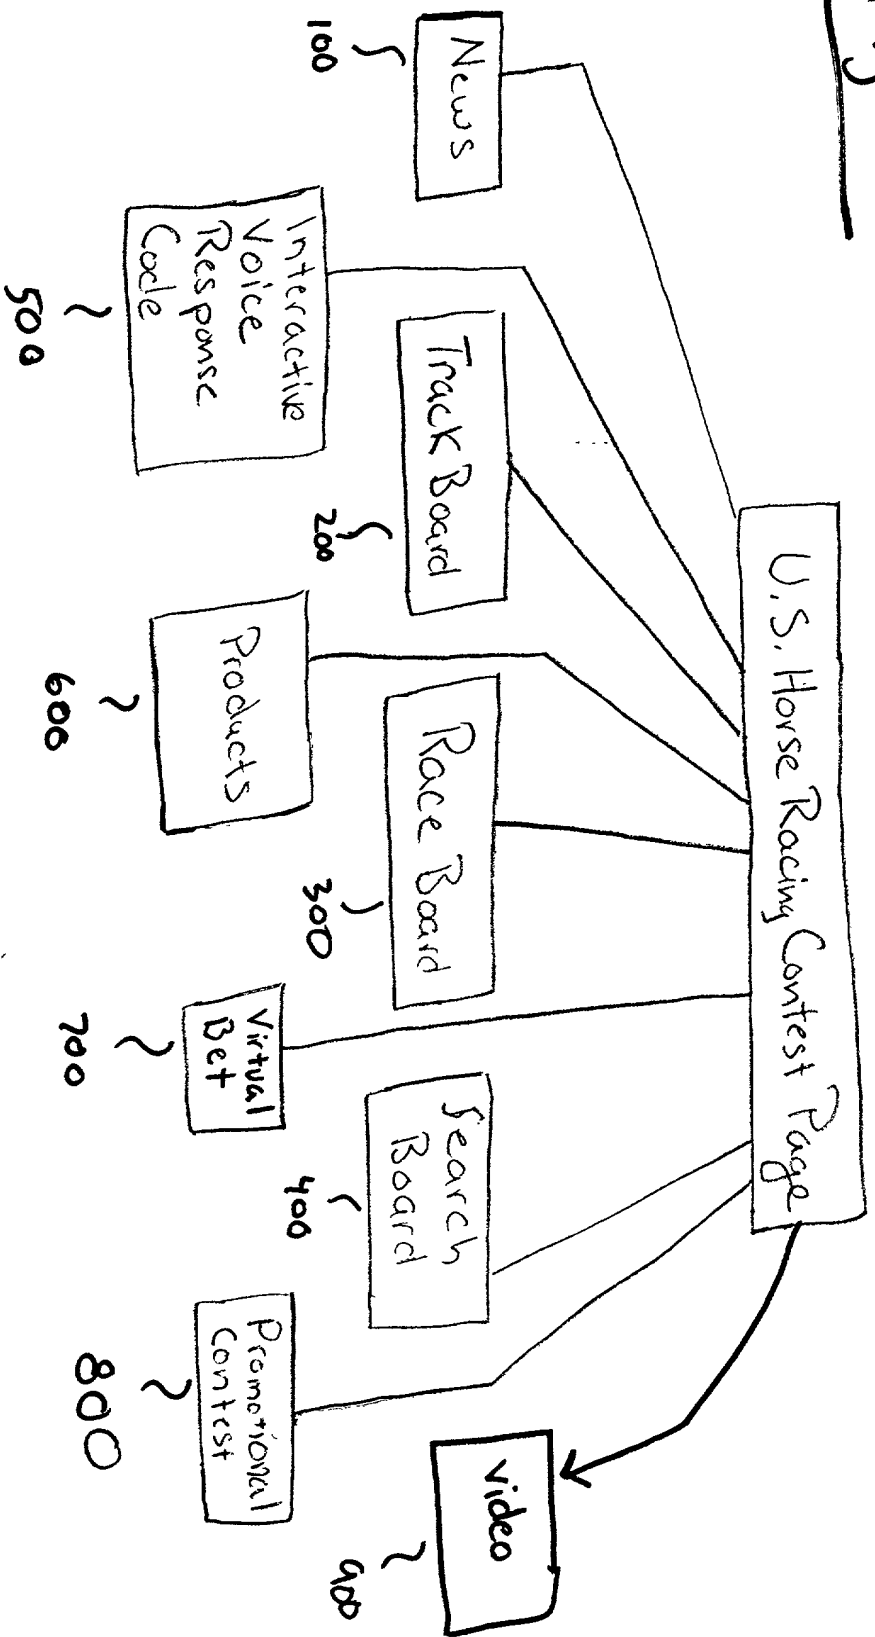 U.S. Horse Racing Contest Page
News
100
Track Board
200
Race Board
300
Search
Board
400
video
900
Interactive
Voice
Response
Code
500
Products
600
Virtual
Bet
700
Promotional
Contest
800